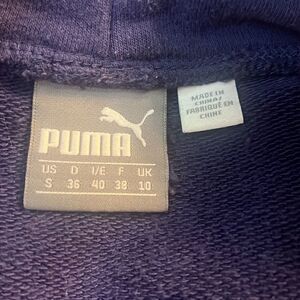 PUMA
US D I/E F UK
S 36 40 38 10
MADE IN
CHINA/
FABRIQUÉ EN
CHINE